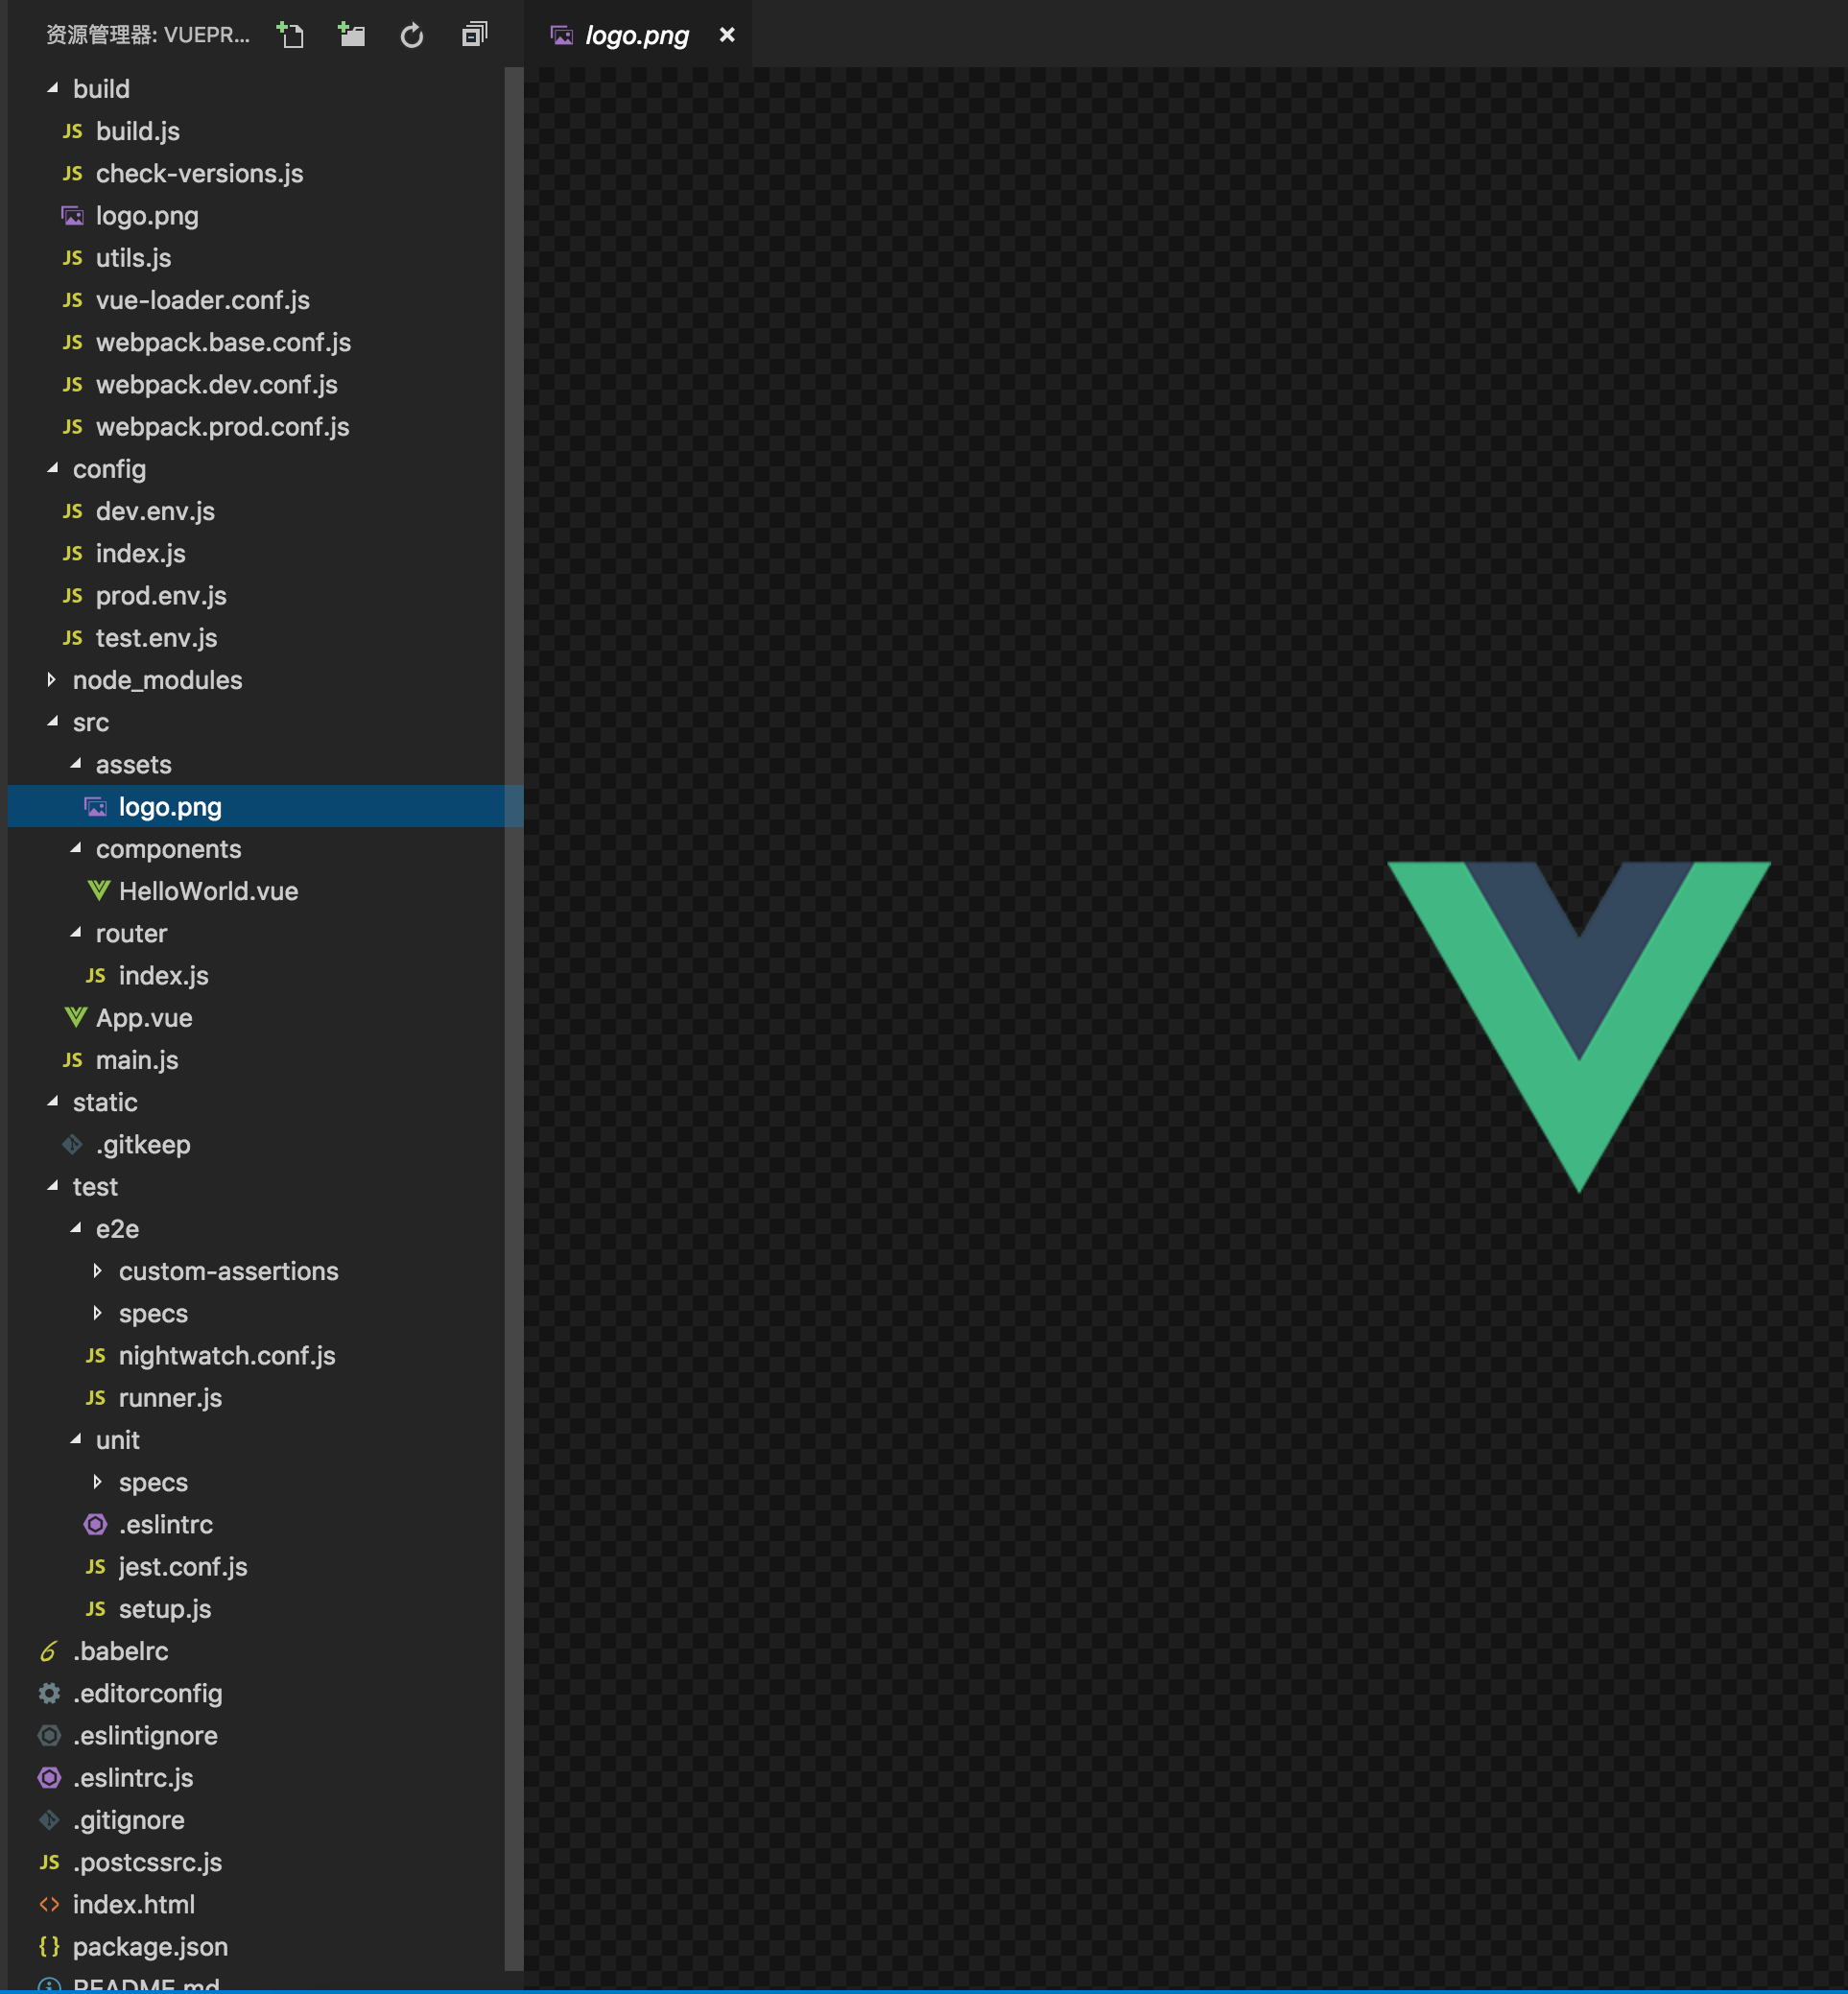 资源管理器: VUEPR...
logo.png
build
JS build.js
JS check-versions.js
logo.png
JS utils.js
JS vue-loader.conf.js
JS webpack.base.conf.js
JS webpack.dev.conf.js
JS webpack.prod.conf.js
config
JS dev.env.js
JS index.js
JS prod.env.js
JS test.env.js
node_modules
src
assets
logo.png
components
HelloWorld.vue
router
JS index.js
App.vue
JS main.js
static
.gitkeep
test
e2e
custom-assertions
specs
JS nightwatch.conf.js
JS runner.js
unit
specs
.eslintrc
JS jest.conf.js
JS setup.js
.babelrc
.editorconfig
.eslintignore
.eslintrc.js
.gitignore
JS .postcssrc.js
<> index.html
{} package.json
README.md